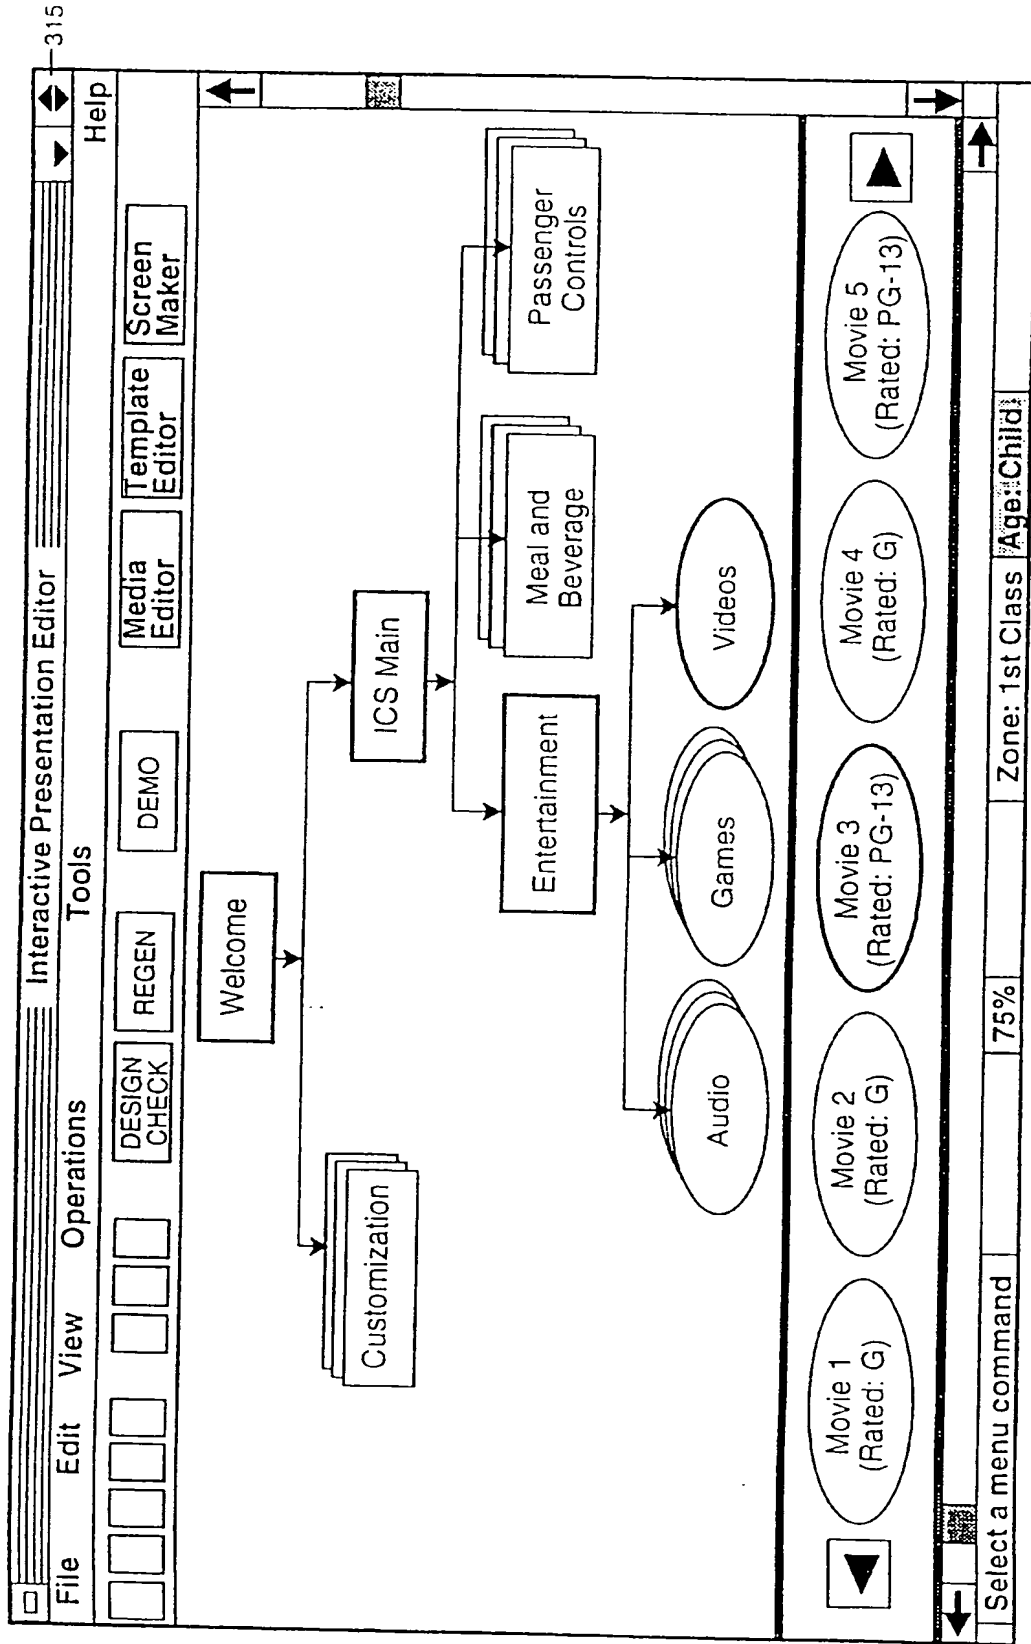 315
Interactive Presentation Editor
File Edit View Operations Tools Help
DESIGN
CHECK
REGEN
DEMO
Media
Editor
Template
Editor
Screen
Maker
Welcome
Customization
ICS Main
Entertainment
Meal and
Beverage
Passenger
Controls
Audio
Games
Videos
Movie 1
(Rated: G)
Movie 2
(Rated: G)
Movie 3
(Rated: PG-13)
Movie 4
(Rated: G)
Movie 5
(Rated: PG-13)
Select a menu command
75%
Zone: 1st Class
Age: Child